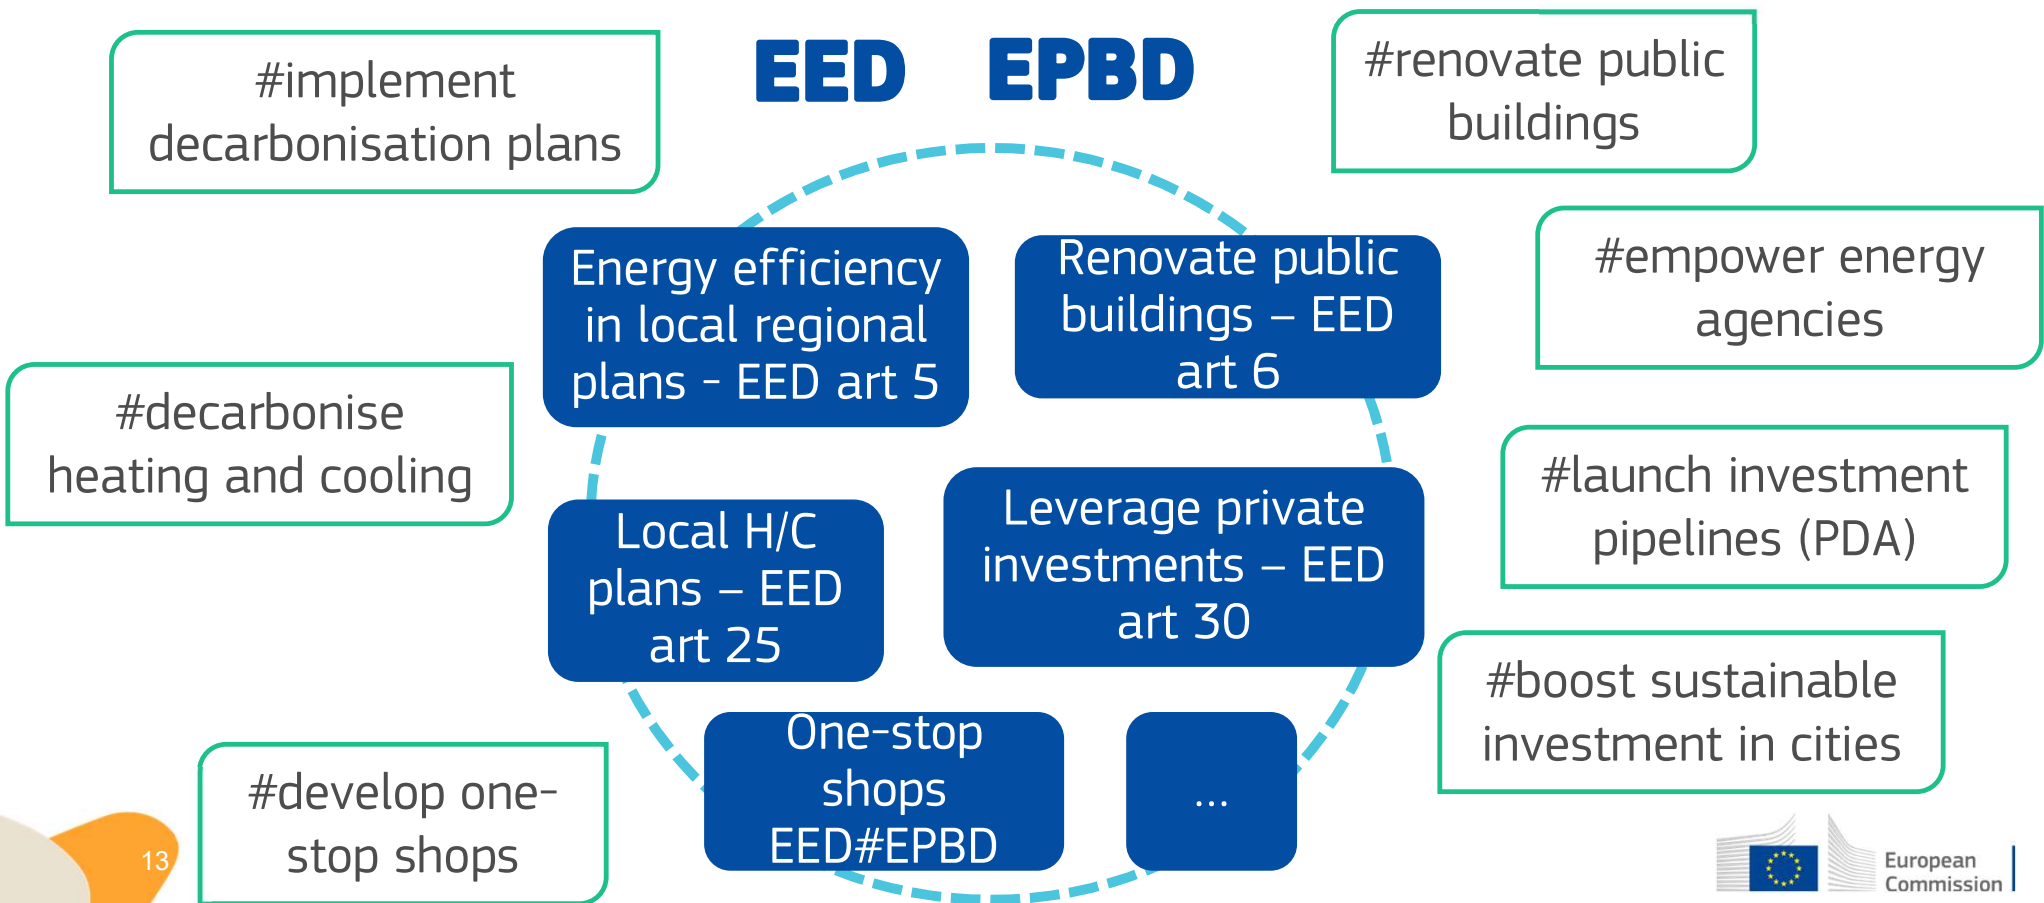 EED EPBD
#implement
decarbonisation plans
#renovate public
buildings
Energy efficiency
in local regional
plans - EED art 5
Renovate public
buildings – EED
art 6
#empower energy
agencies
#decarbonise
heating and cooling
Local H/C
plans – EED
art 25
Leverage private
investments – EED
art 30
#launch investment
pipelines (PDA)
#boost sustainable
investment in cities
#develop one-
stop shops
One-stop
shops
EED#EPBD
...
13
European
Commission